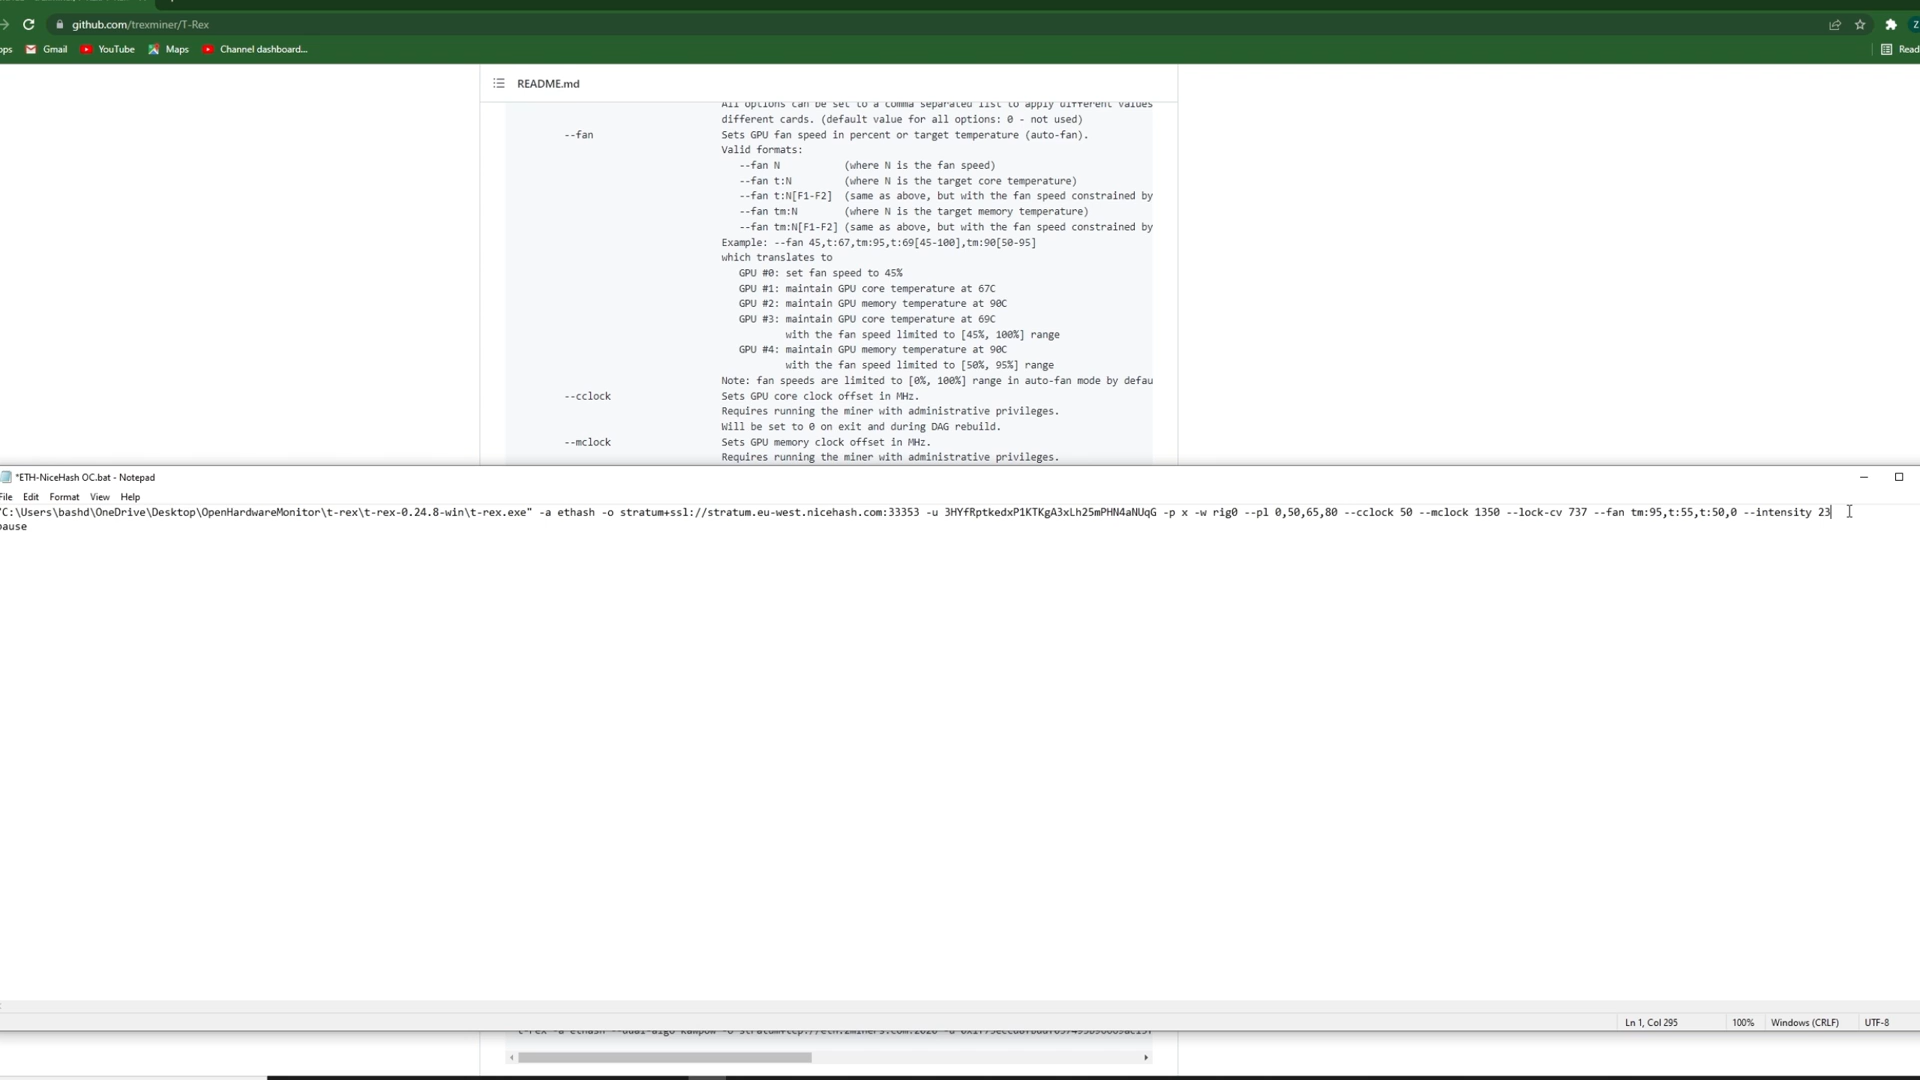 github.com/trexminer/T-Rex
Gmail YouTube Maps Channel dashboard...
README.md
All options can be set to a comma separated list to apply different values
different cards. (default value for all options: 0 - not used)
--fan Sets GPU fan speed in percent or target temperature (auto-fan).
Valid formats:
--fan N (where N is the fan speed)
--fan t:N (where N is the target core temperature)
--fan t:N[F1-F2] (same as above, but with the fan speed constrained by
--fan tm:N (where N is the target memory temperature)
--fan tm:N[F1-F2] (same as above, but with the fan speed constrained by
Example: --fan 45,t:67,tm:95,t:69[45-100],tm:90[50-95]
which translates to
GPU #0: set fan speed to 45%
GPU #1: maintain GPU core temperature at 67C
GPU #2: maintain GPU memory temperature at 90C
GPU #3: maintain GPU core temperature at 69C
with the fan speed limited to [45%, 100%] range
GPU #4: maintain GPU memory temperature at 90C
with the fan speed limited to [50%, 95%] range
Note: fan speeds are limited to [0%, 100%] range in auto-fan mode by defau
--cclock Sets GPU core clock offset in MHz.
Requires running the miner with administrative privileges.
Will be set to 0 on exit and during DAG rebuild.
--mclock Sets GPU memory clock offset in MHz.
Requires running the miner with administrative privileges.
*ETH-NiceHash OC.bat - Notepad
File Edit Format View Help
"C:\Users\bashd\OneDrive\Desktop\OpenHardwareMonitor\t-rex\t-rex-0.24.8-win\t-rex.exe" -a ethash -o stratum+ssl://stratum.eu-west.nicehash.com:33353 -u 3HYfRptkedxP1KTKgA3xLh25mPHN4aNUqG -p x -w rig0 --pl 0,50,65,80 --cclock 50 --mclock 1350 --lock-cv 737 --fan tm:95,t:55,t:50,0 --intensity 23
pause
Ln 1, Col 295 100% Windows (CRLF) UTF-8